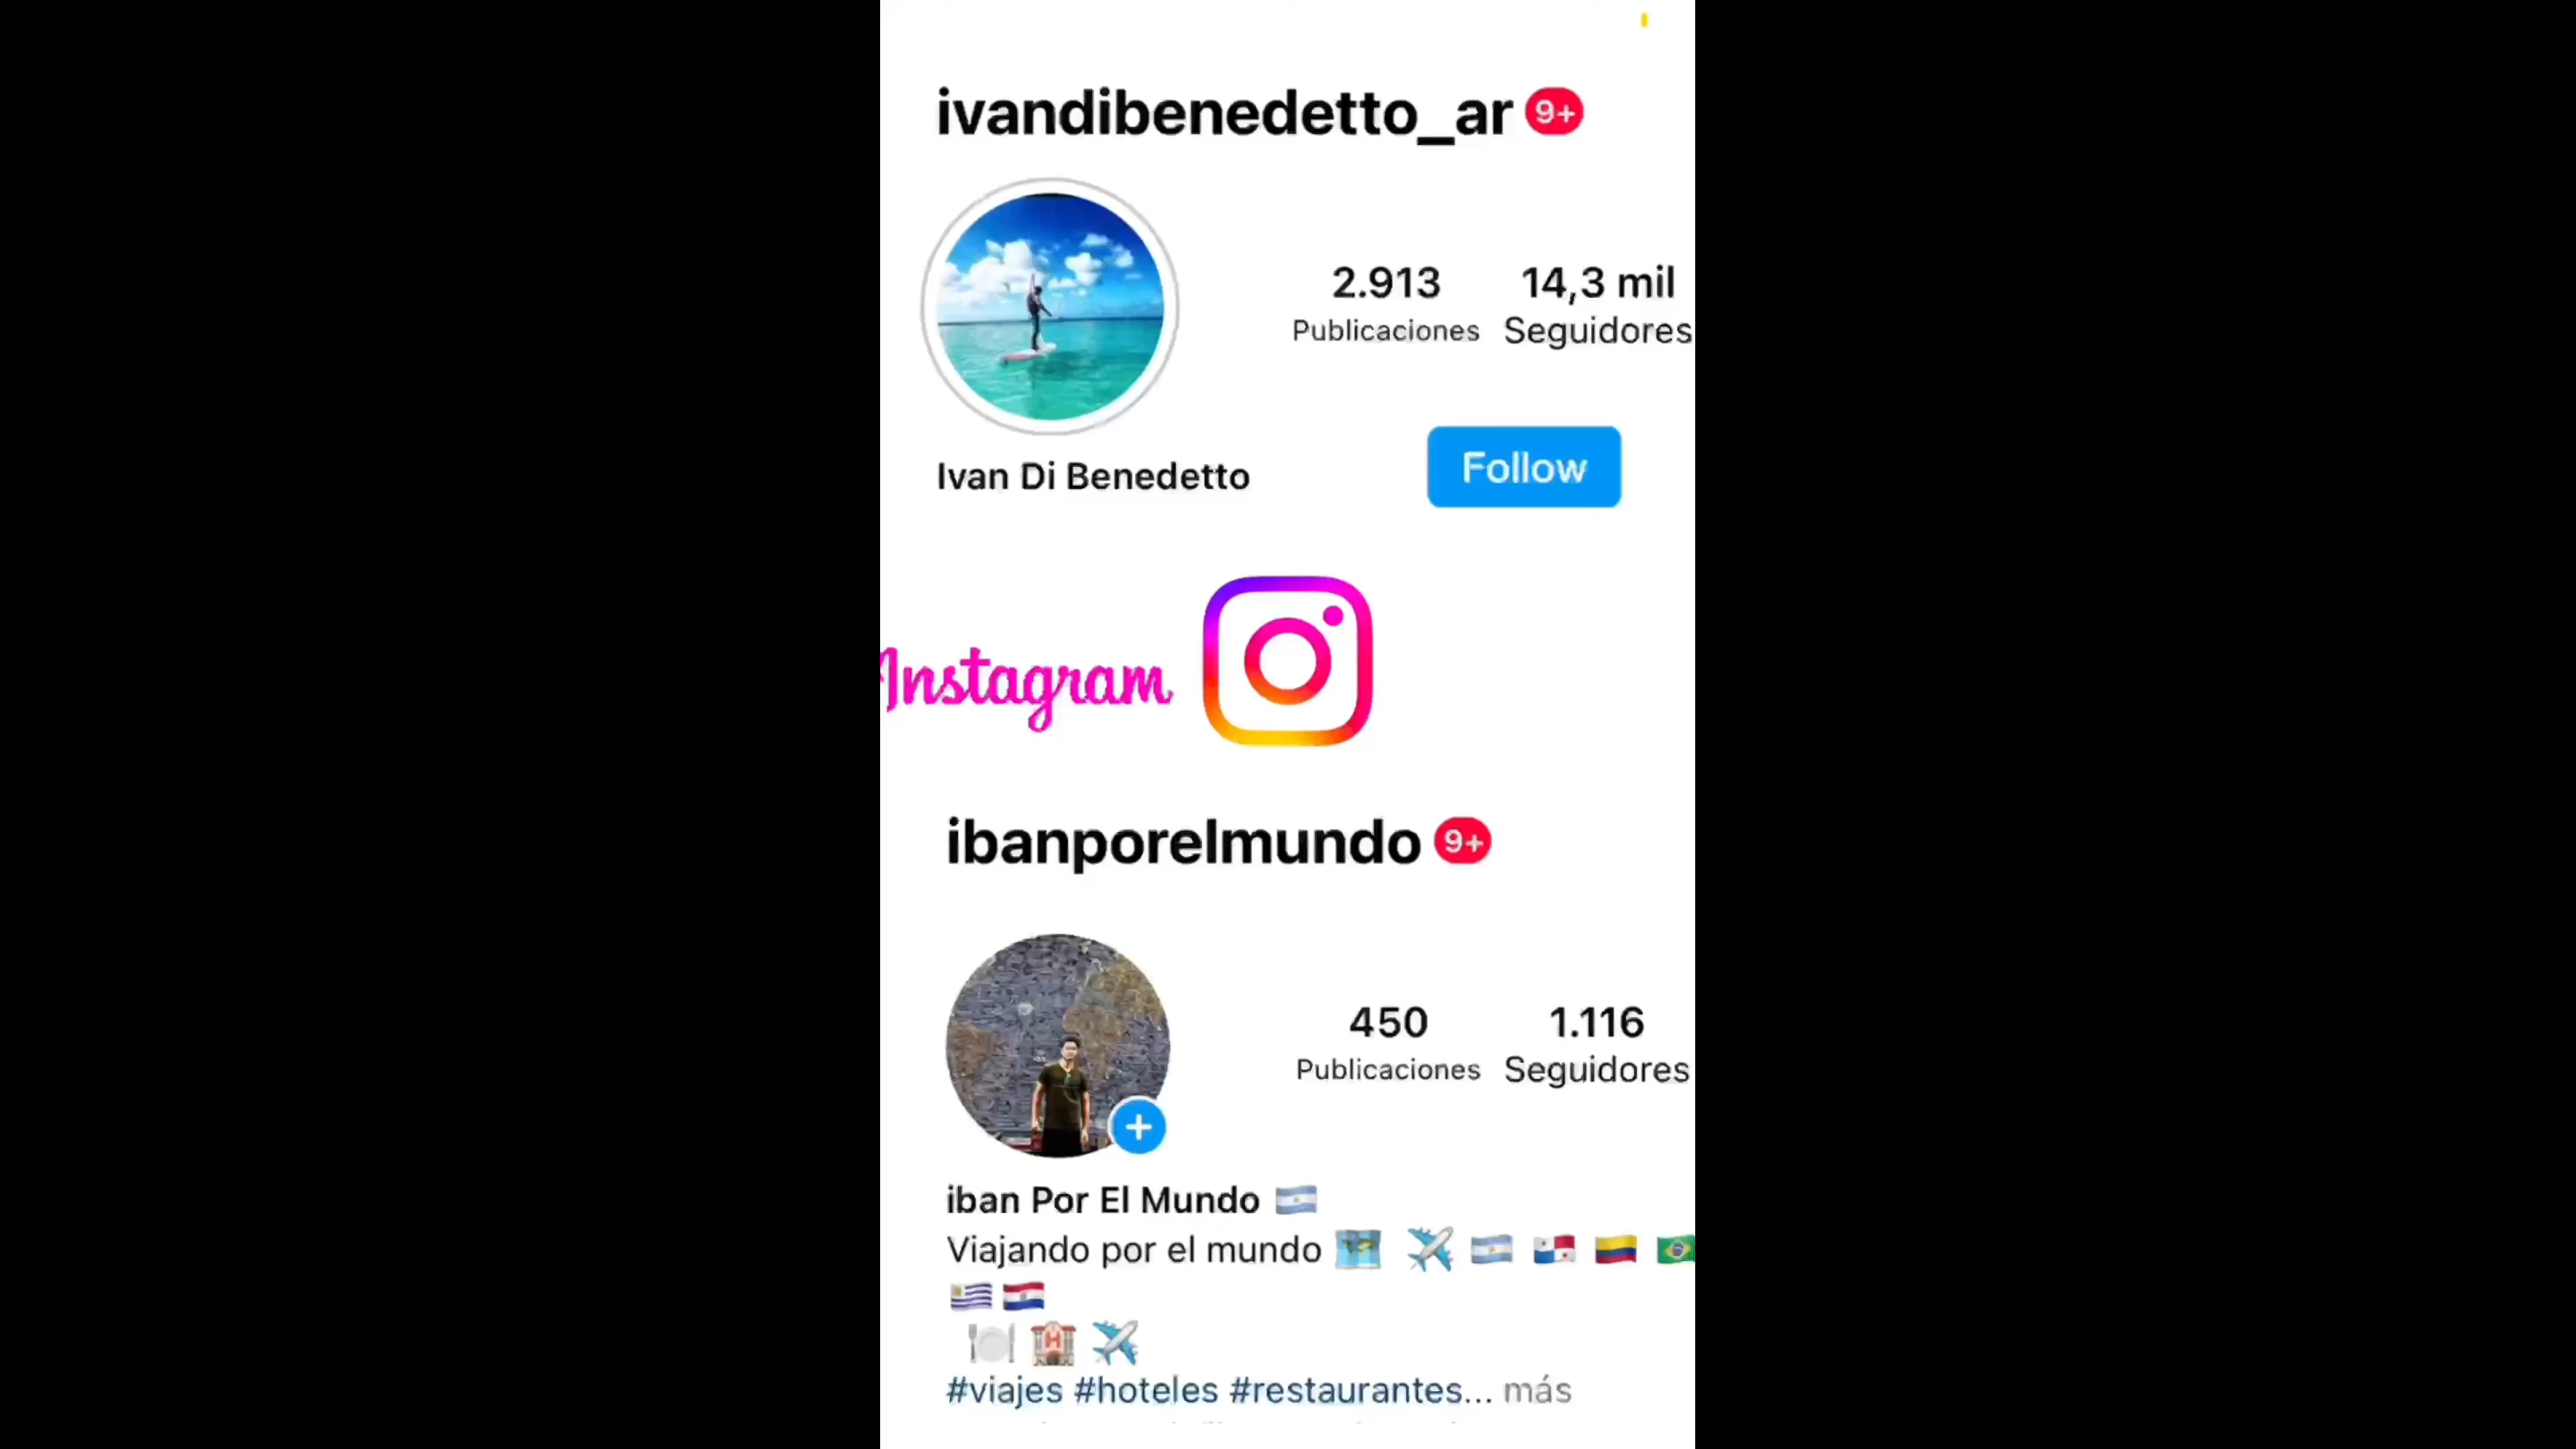 ivandibenedetto_ar 9+
2.913 14,3 mil
Publicaciones Seguidores
Ivan Di Benedetto
Follow
Instagram
ibanporelmundo 9+
450 1.116
Publicaciones Seguidores
iban Por El Mundo 🇦🇷
Viajando por el mundo 🗺️ ✈️ 🇦🇷 🇵🇦 🇨🇴 🇧🇷
🇺🇾 🇵🇾
🍽️ 🏩 ✈️
#viajes #hoteles #restaurantes... más